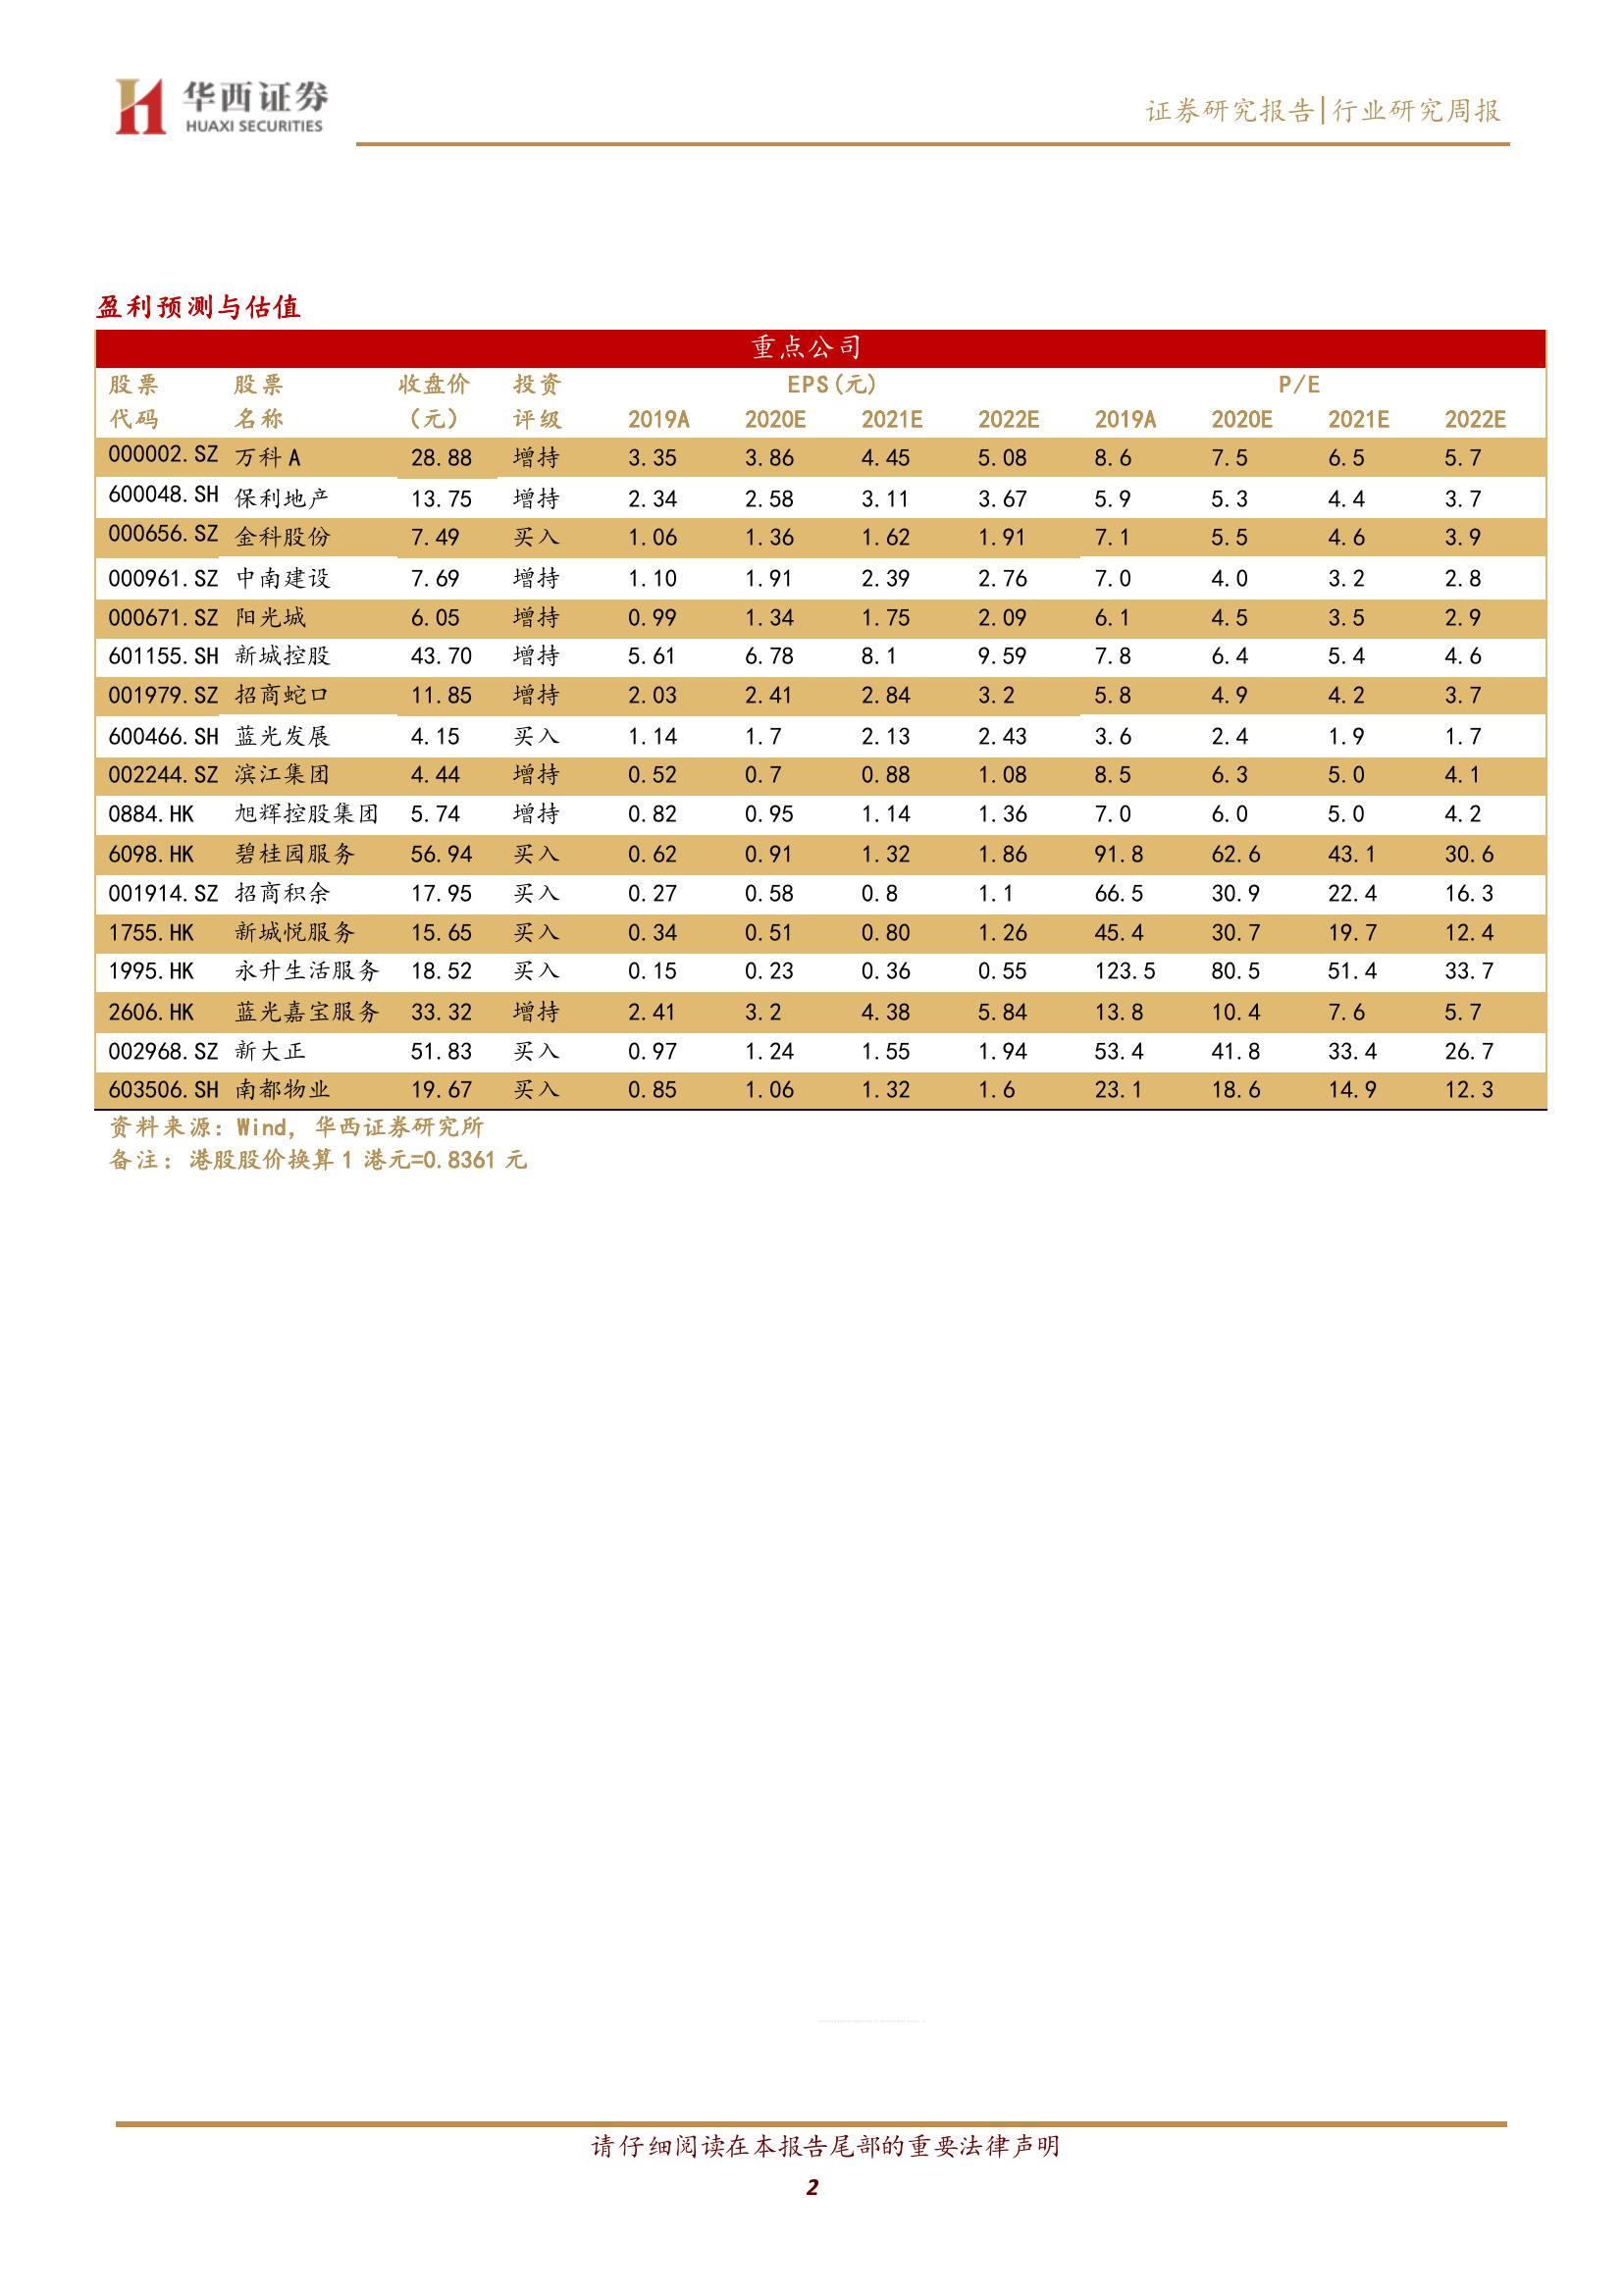 华西证券
HUAXI SECURITIES
证券研究报告|行业研究周报
盈利预测与估值
重点公司
股票 股票 收盘价 投资 EPS(元) P/E
代码 名称 (元) 评级 2019A 2020E 2021E 2022E 2019A 2020E 2021E 2022E
000002.SZ 万科A 28.88 增持 3.35 3.86 4.45 5.08 8.6 7.5 6.5 5.7
600048.SH 保利地产 13.75 增持 2.34 2.58 3.11 3.67 5.9 5.3 4.4 3.7
000656.SZ 金科股份 7.49 买入 1.06 1.36 1.62 1.91 7.1 5.5 4.6 3.9
000961.SZ 中南建设 7.69 增持 1.10 1.91 2.39 2.76 7.0 4.0 3.2 2.8
000671.SZ 阳光城 6.05 增持 0.99 1.34 1.75 2.09 6.1 4.5 3.5 2.9
601155.SH 新城控股 43.70 增持 5.61 6.78 8.1 9.59 7.8 6.4 5.4 4.6
001979.SZ 招商蛇口 11.85 增持 2.03 2.41 2.84 3.2 5.8 4.9 4.2 3.7
600466.SH 蓝光发展 4.15 买入 1.14 1.7 2.13 2.43 3.6 2.4 1.9 1.7
002244.SZ 滨江集团 4.44 增持 0.52 0.7 0.88 1.08 8.5 6.3 5.0 4.1
0884.HK 旭辉控股集团 5.74 增持 0.82 0.95 1.14 1.36 7.0 6.0 5.0 4.2
6098.HK 碧桂园服务 56.94 买入 0.62 0.91 1.32 1.86 91.8 62.6 43.1 30.6
001914.SZ 招商积余 17.95 买入 0.27 0.58 0.8 1.1 66.5 30.9 22.4 16.3
1755.HK 新城悦服务 15.65 买入 0.34 0.51 0.80 1.26 45.4 30.7 19.7 12.4
1995.HK 永升生活服务 18.52 买入 0.15 0.23 0.36 0.55 123.5 80.5 51.4 33.7
2606.HK 蓝光嘉宝服务 33.32 增持 2.41 3.2 4.38 5.84 13.8 10.4 7.6 5.7
002968.SZ 新大正 51.83 买入 0.97 1.24 1.55 1.94 53.4 41.8 33.4 26.7
603506.SH 南都物业 19.67 买入 0.85 1.06 1.32 1.6 23.1 18.6 14.9 12.3
资料来源：Wind，华西证券研究所
备注：港股股价换算1 港元=0.8361 元
请仔细阅读在本报告尾部的重要法律声明
2